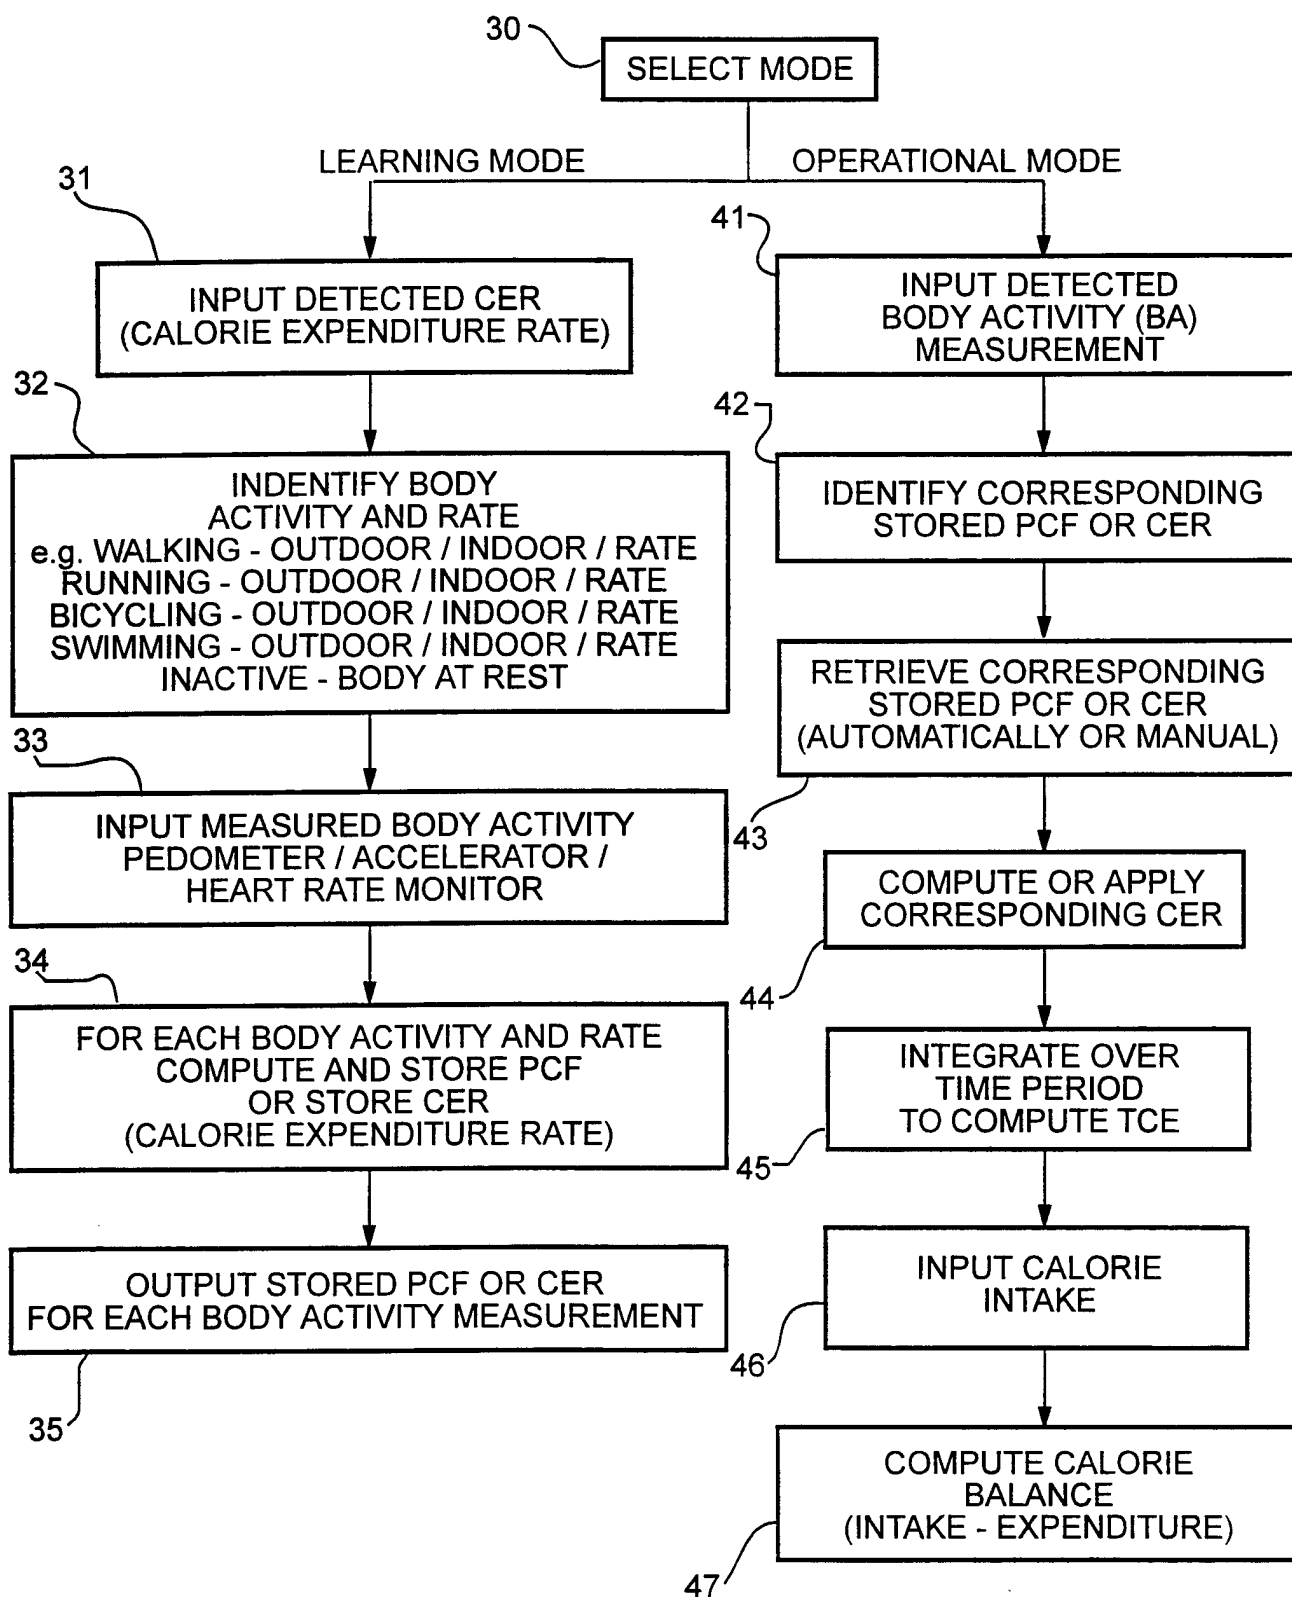 30
SELECT MODE
LEARNING MODE
OPERATIONAL MODE
31
INPUT DETECTED CER
(CALORIE EXPENDITURE RATE)
32
INDENTIFY BODY
ACTIVITY AND RATE
e.g. WALKING - OUTDOOR / INDOOR / RATE
RUNNING - OUTDOOR / INDOOR / RATE
BICYCLING - OUTDOOR / INDOOR / RATE
SWIMMING - OUTDOOR / INDOOR / RATE
INACTIVE - BODY AT REST
33
INPUT MEASURED BODY ACTIVITY
PEDOMETER / ACCELERATOR /
HEART RATE MONITOR
34
FOR EACH BODY ACTIVITY AND RATE
COMPUTE AND STORE PCF
OR STORE CER
(CALORIE EXPENDITURE RATE)
OUTPUT STORED PCF OR CER
FOR EACH BODY ACTIVITY MEASUREMENT
35
41
INPUT DETECTED
BODY ACTIVITY (BA)
MEASUREMENT
42
IDENTIFY CORRESPONDING
STORED PCF OR CER
RETRIEVE CORRESPONDING
STORED PCF OR CER
(AUTOMATICALLY OR MANUAL)
43
COMPUTE OR APPLY
CORRESPONDING CER
44
INTEGRATE OVER
TIME PERIOD
TO COMPUTE TCE
45
INPUT CALORIE
INTAKE
46
COMPUTE CALORIE
BALANCE
(INTAKE - EXPENDITURE)
47